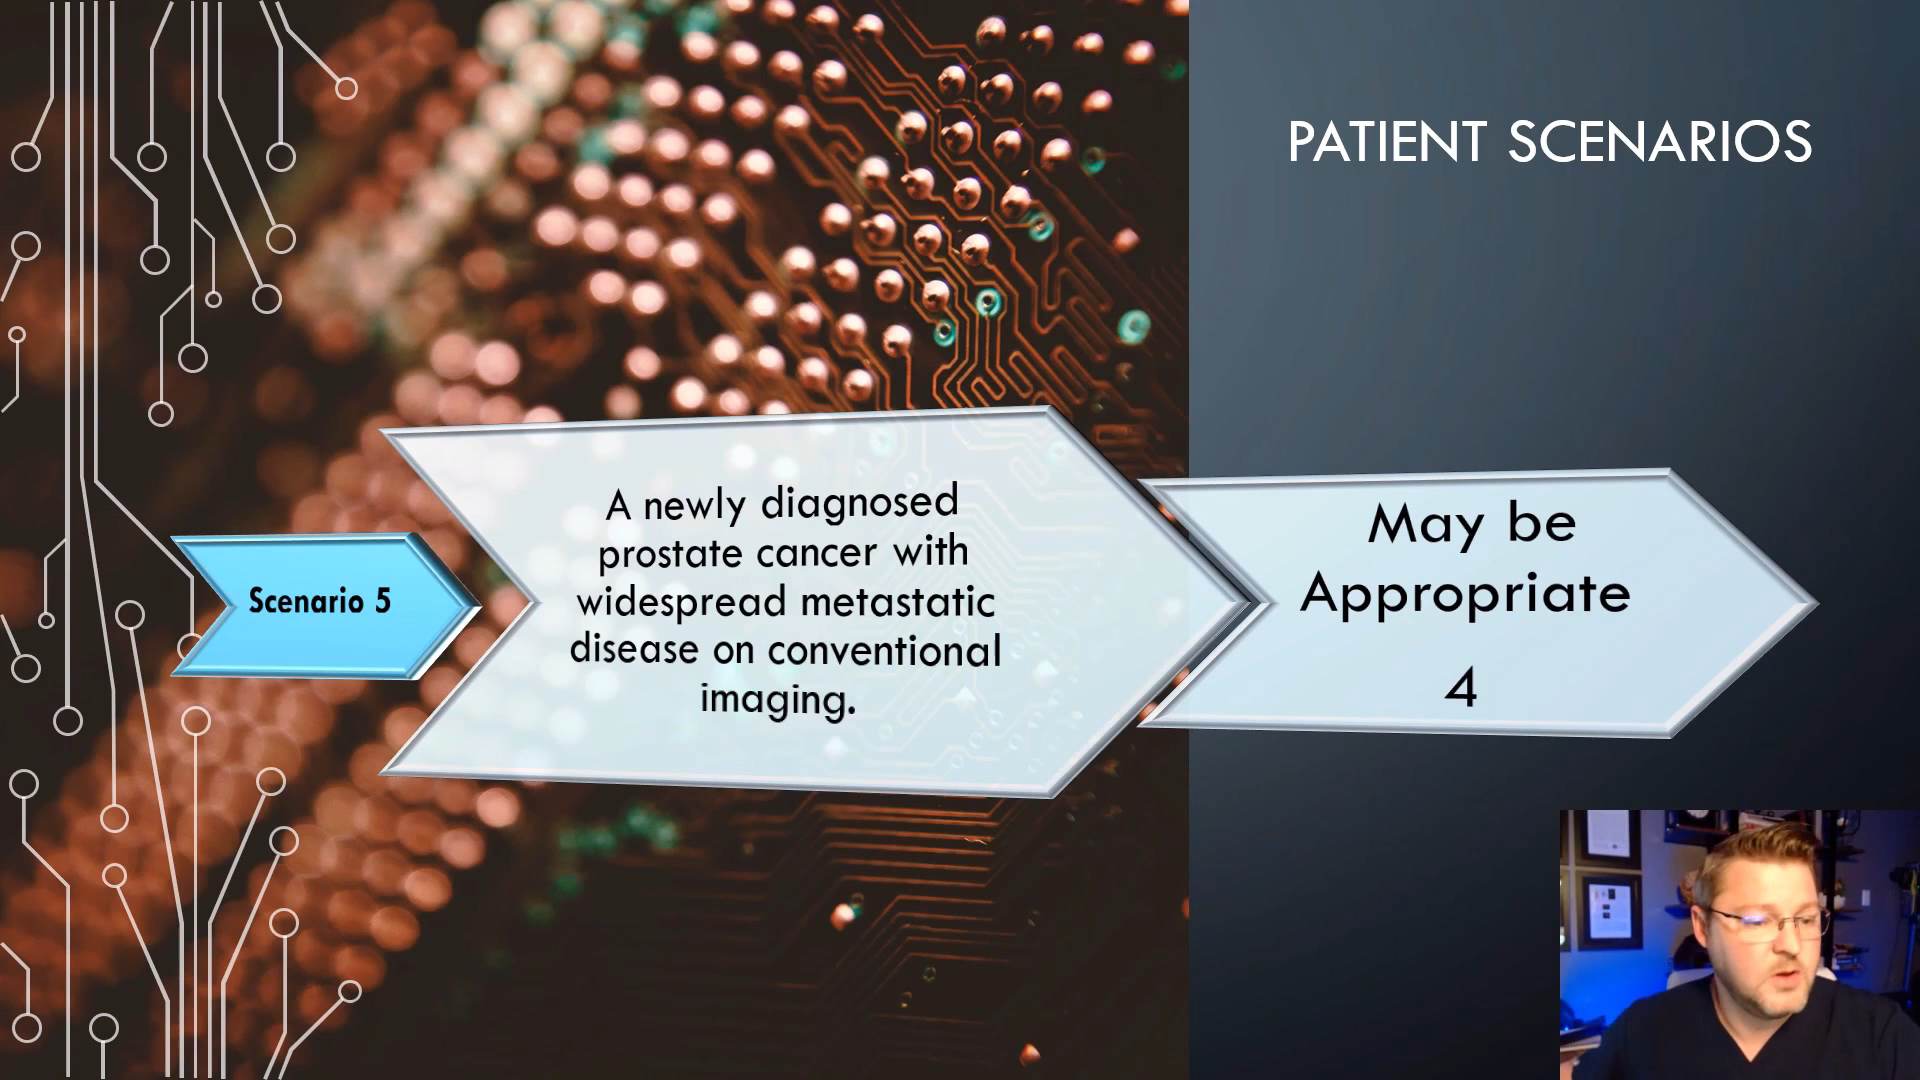 PATIENT SCENARIOS
Scenario 5
A newly diagnosed
prostate cancer with
widespread metastatic
disease on conventional
imaging.
May be
Appropriate
4